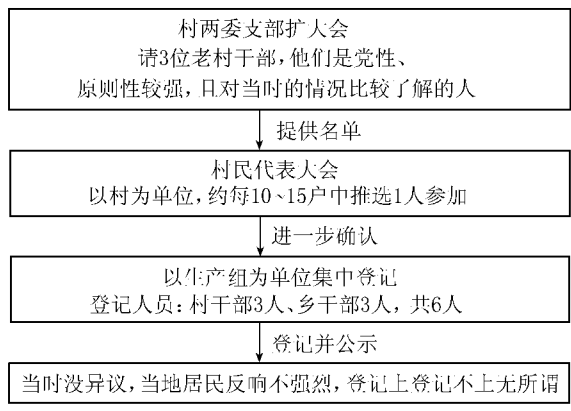 村两委支部扩大会
请3位老村干部，他们是党性、
原则性较强，且对当时的情况比较了解的人
提供名单
村民代表大会
以村为单位，约每10~15户中推选1人参加
进一步确认
以生产组为单位集中登记
登记人员：村干部3人、乡干部3人，共6人
登记并公示
当时没异议，当地居民反响不强烈，登记上登记不上无所谓